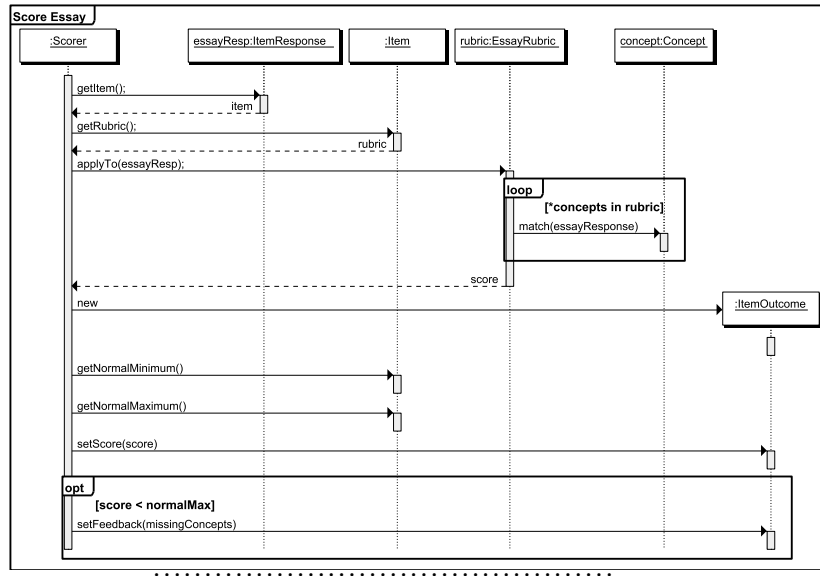 Score Essay
:Scorer
essayResp:ItemResponse
:Item
rubric:EssayRubric
concept:Concept
getItem();
item
getRubric();
rubric
applyTo(essayResp);
loop
[*concepts in rubric]
match(essayResponse)
score
new
:ItemOutcome
getNormalMinimum()
getNormalMaximum()
setScore(score)
opt
[score < normalMax]
setFeedback(missingConcepts)